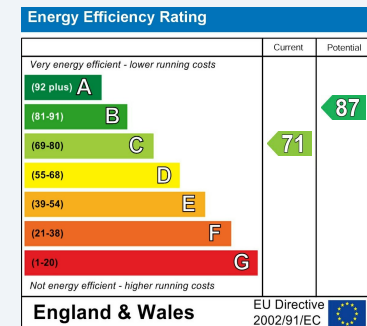 Energy Efficiency Rating
Current Potential
Very energy efficient - lower running costs
(92 plus) A
(81-91) B
87
(69-80) C
71
(55-68) D
(39-54) E
(21-38) F
(1-20) G
Not energy efficient - higher running costs
England & Wales
EU Directive
2002/91/EC